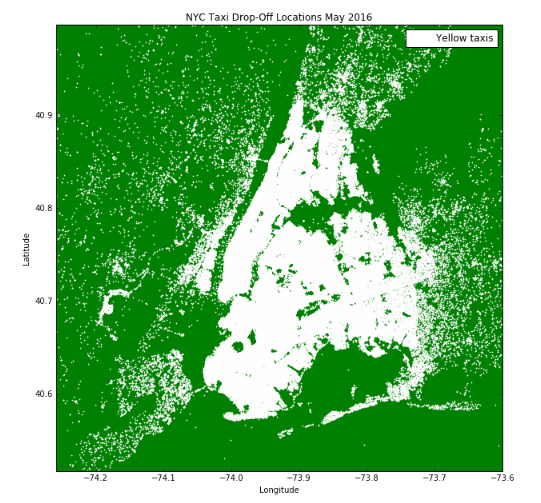 NYC Taxi Drop-Off Locations May 2016
Yellow taxis
Latitude
40.9
40.8
40.7
40.6
−74.2 −74.1 −74.0 −73.9 −73.8 −73.7 −73.6
Longitude